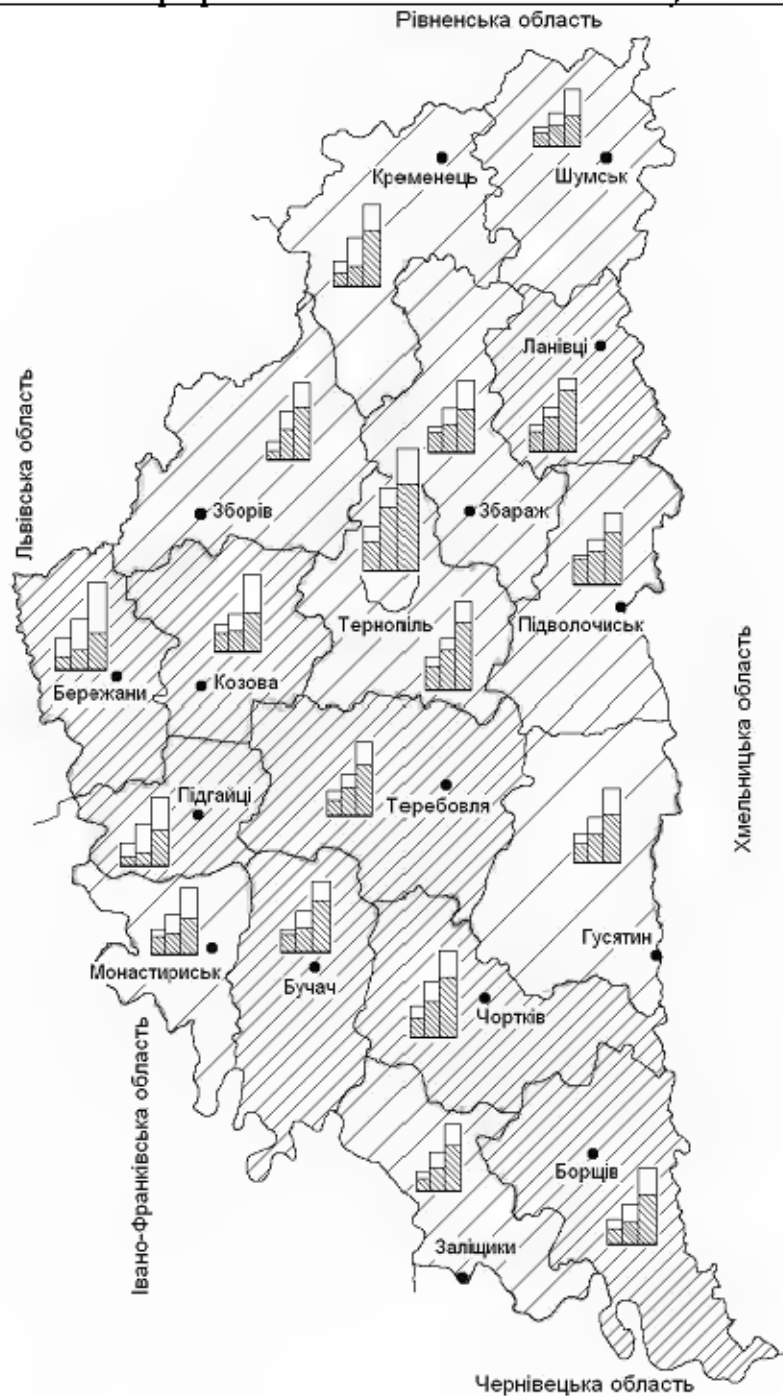 Рівненська область
Кременець
Шумськ
Ланівці
Львівська область
Зборів
Збараж
Тернопіль
Підволочиськ
Бережани
Козова
Хмельницька область
Підгайці
Теребовля
Гусятин
Монастириськ
Бучач
Чортків
Івано-Франківська область
Борщів
Заліщики
Чернівецька область